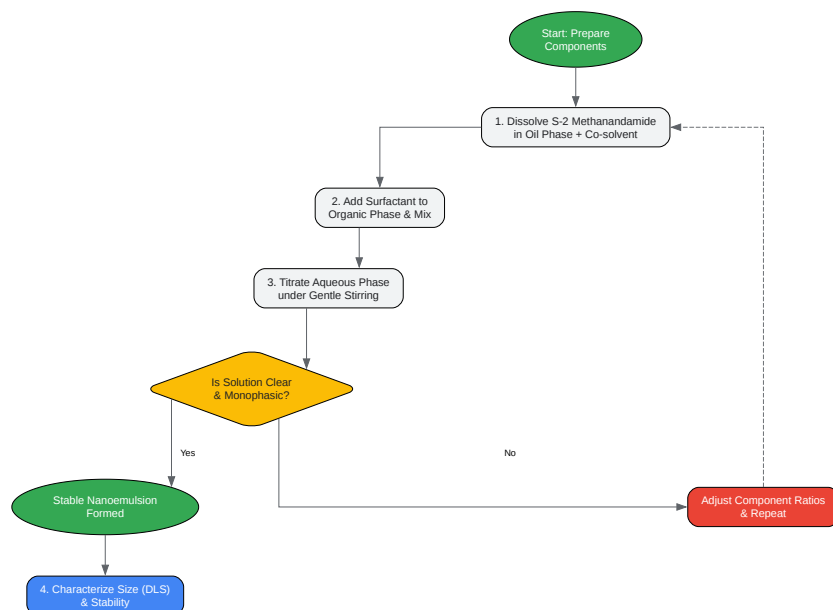 Start: Prepare
Components
1. Dissolve S-2 Methanandamide
in Oil Phase + Co-solvent
2. Add Surfactant to
Organic Phase & Mix
3. Titrate Aqueous Phase
under Gentle Stirring
Is Solution Clear
& Monophasic?
Yes
No
Stable Nanoemulsion
Formed
Adjust Component Ratios
& Repeat
4. Characterize Size (DLS)
& Stability